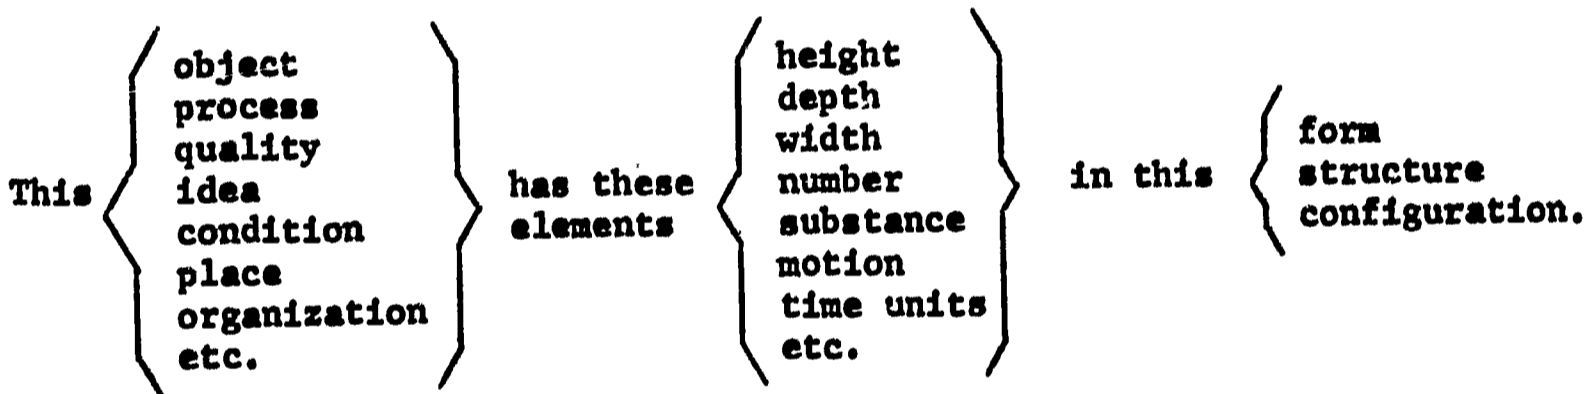 This
object
process
quality
idea
condition
place
organization
etc.
has these
elements
height
depth
width
number
substance
motion
time units
etc.
in this
form
structure
configuration.